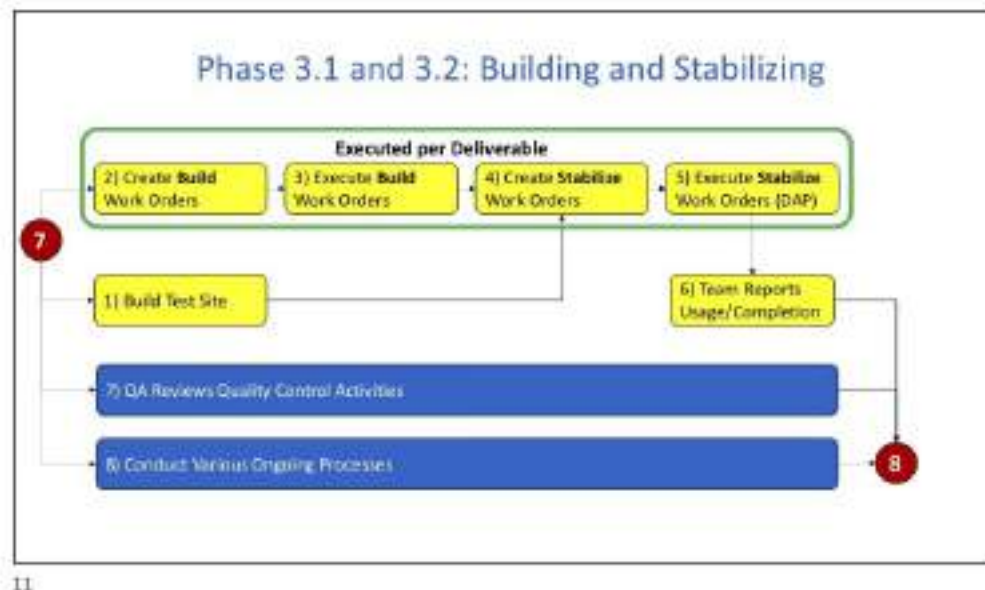 Phase 3.1 and 3.2: Building and Stabilizing
Executed per Deliverable
2) Create Build
Work Orders
3) Execute Build
Work Orders
4) Create Stabilize
Work Orders
5) Execute Stabilize
Work Orders (DAP)
7
1) Build Test Site
6) Team Reports
Usage/Completion
7) QA Reviews Quality Control Activities
8) Conduct Various Ongoing Processes
8
11